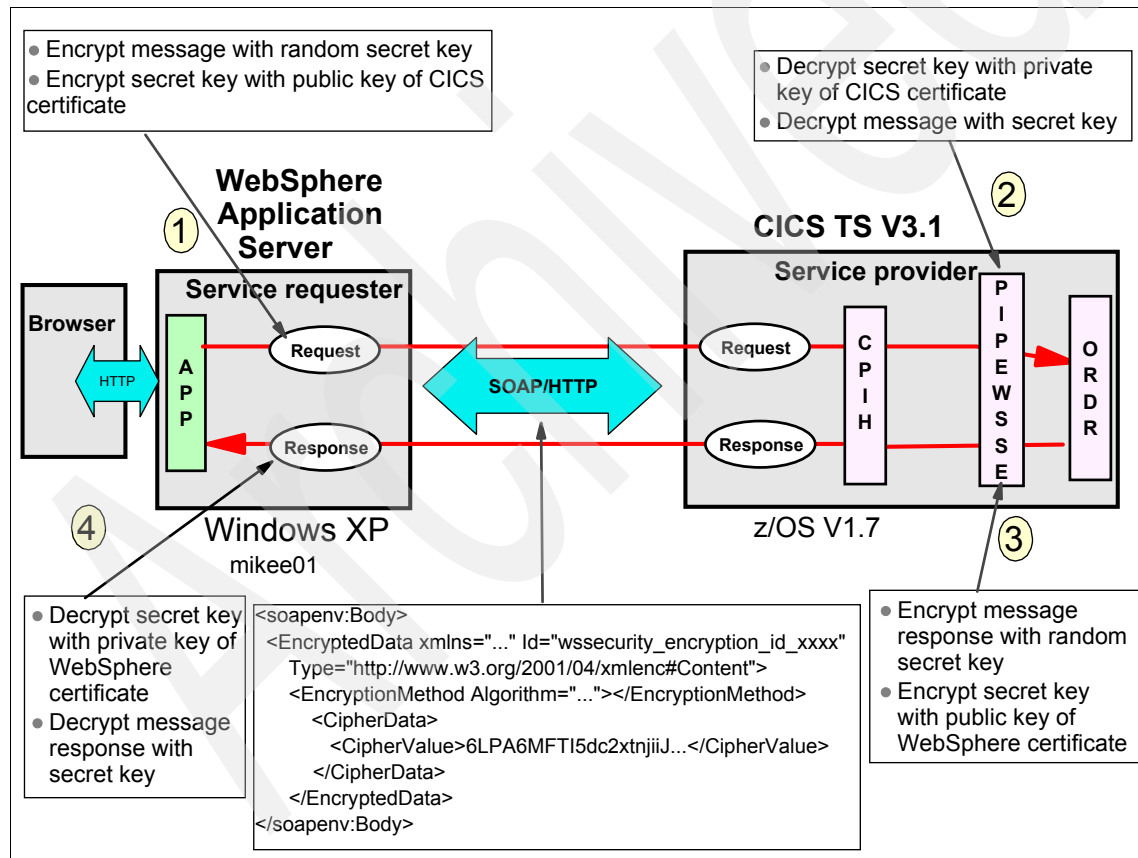 ● Encrypt message with random secret key
● Encrypt secret key with public key of CICS
certificate
● Decrypt secret key with private
key of CICS certificate
● Decrypt message with secret key
1
WebSphere
Application
Server
2
CICS TS V3.1
Service requester
Service provider
Browser
HTTP
APP
Request
SOAP/HTTP
Request
CPIH
PIPEWSSE
ORDR
Response
Response
4
Windows XP
mikee01
z/OS V1.7
3
● Decrypt secret key
with private key of
WebSphere
certificate
● Decrypt message
response with
secret key
<soapenv:Body>
<EncryptedData xmlns="..." Id="wssecurity_encryption_id_xxxx"
Type="http://www.w3.org/2001/04/xmlenc#Content">
<EncryptionMethod Algorithm="..."></EncryptionMethod>
<CipherData>
<CipherValue>6LPA6MFTI5dc2xtnjiiJ...</CipherValue>
</CipherData>
</EncryptedData>
</soapenv:Body>
● Encrypt message
response with random
secret key
● Encrypt secret key
with public key of
WebSphere certificate